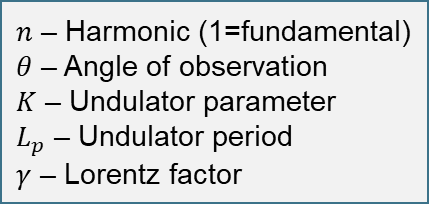 n – Harmonic (1=fundamental)
θ – Angle of observation
K – Undulator parameter
Lₚ – Undulator period
γ – Lorentz factor